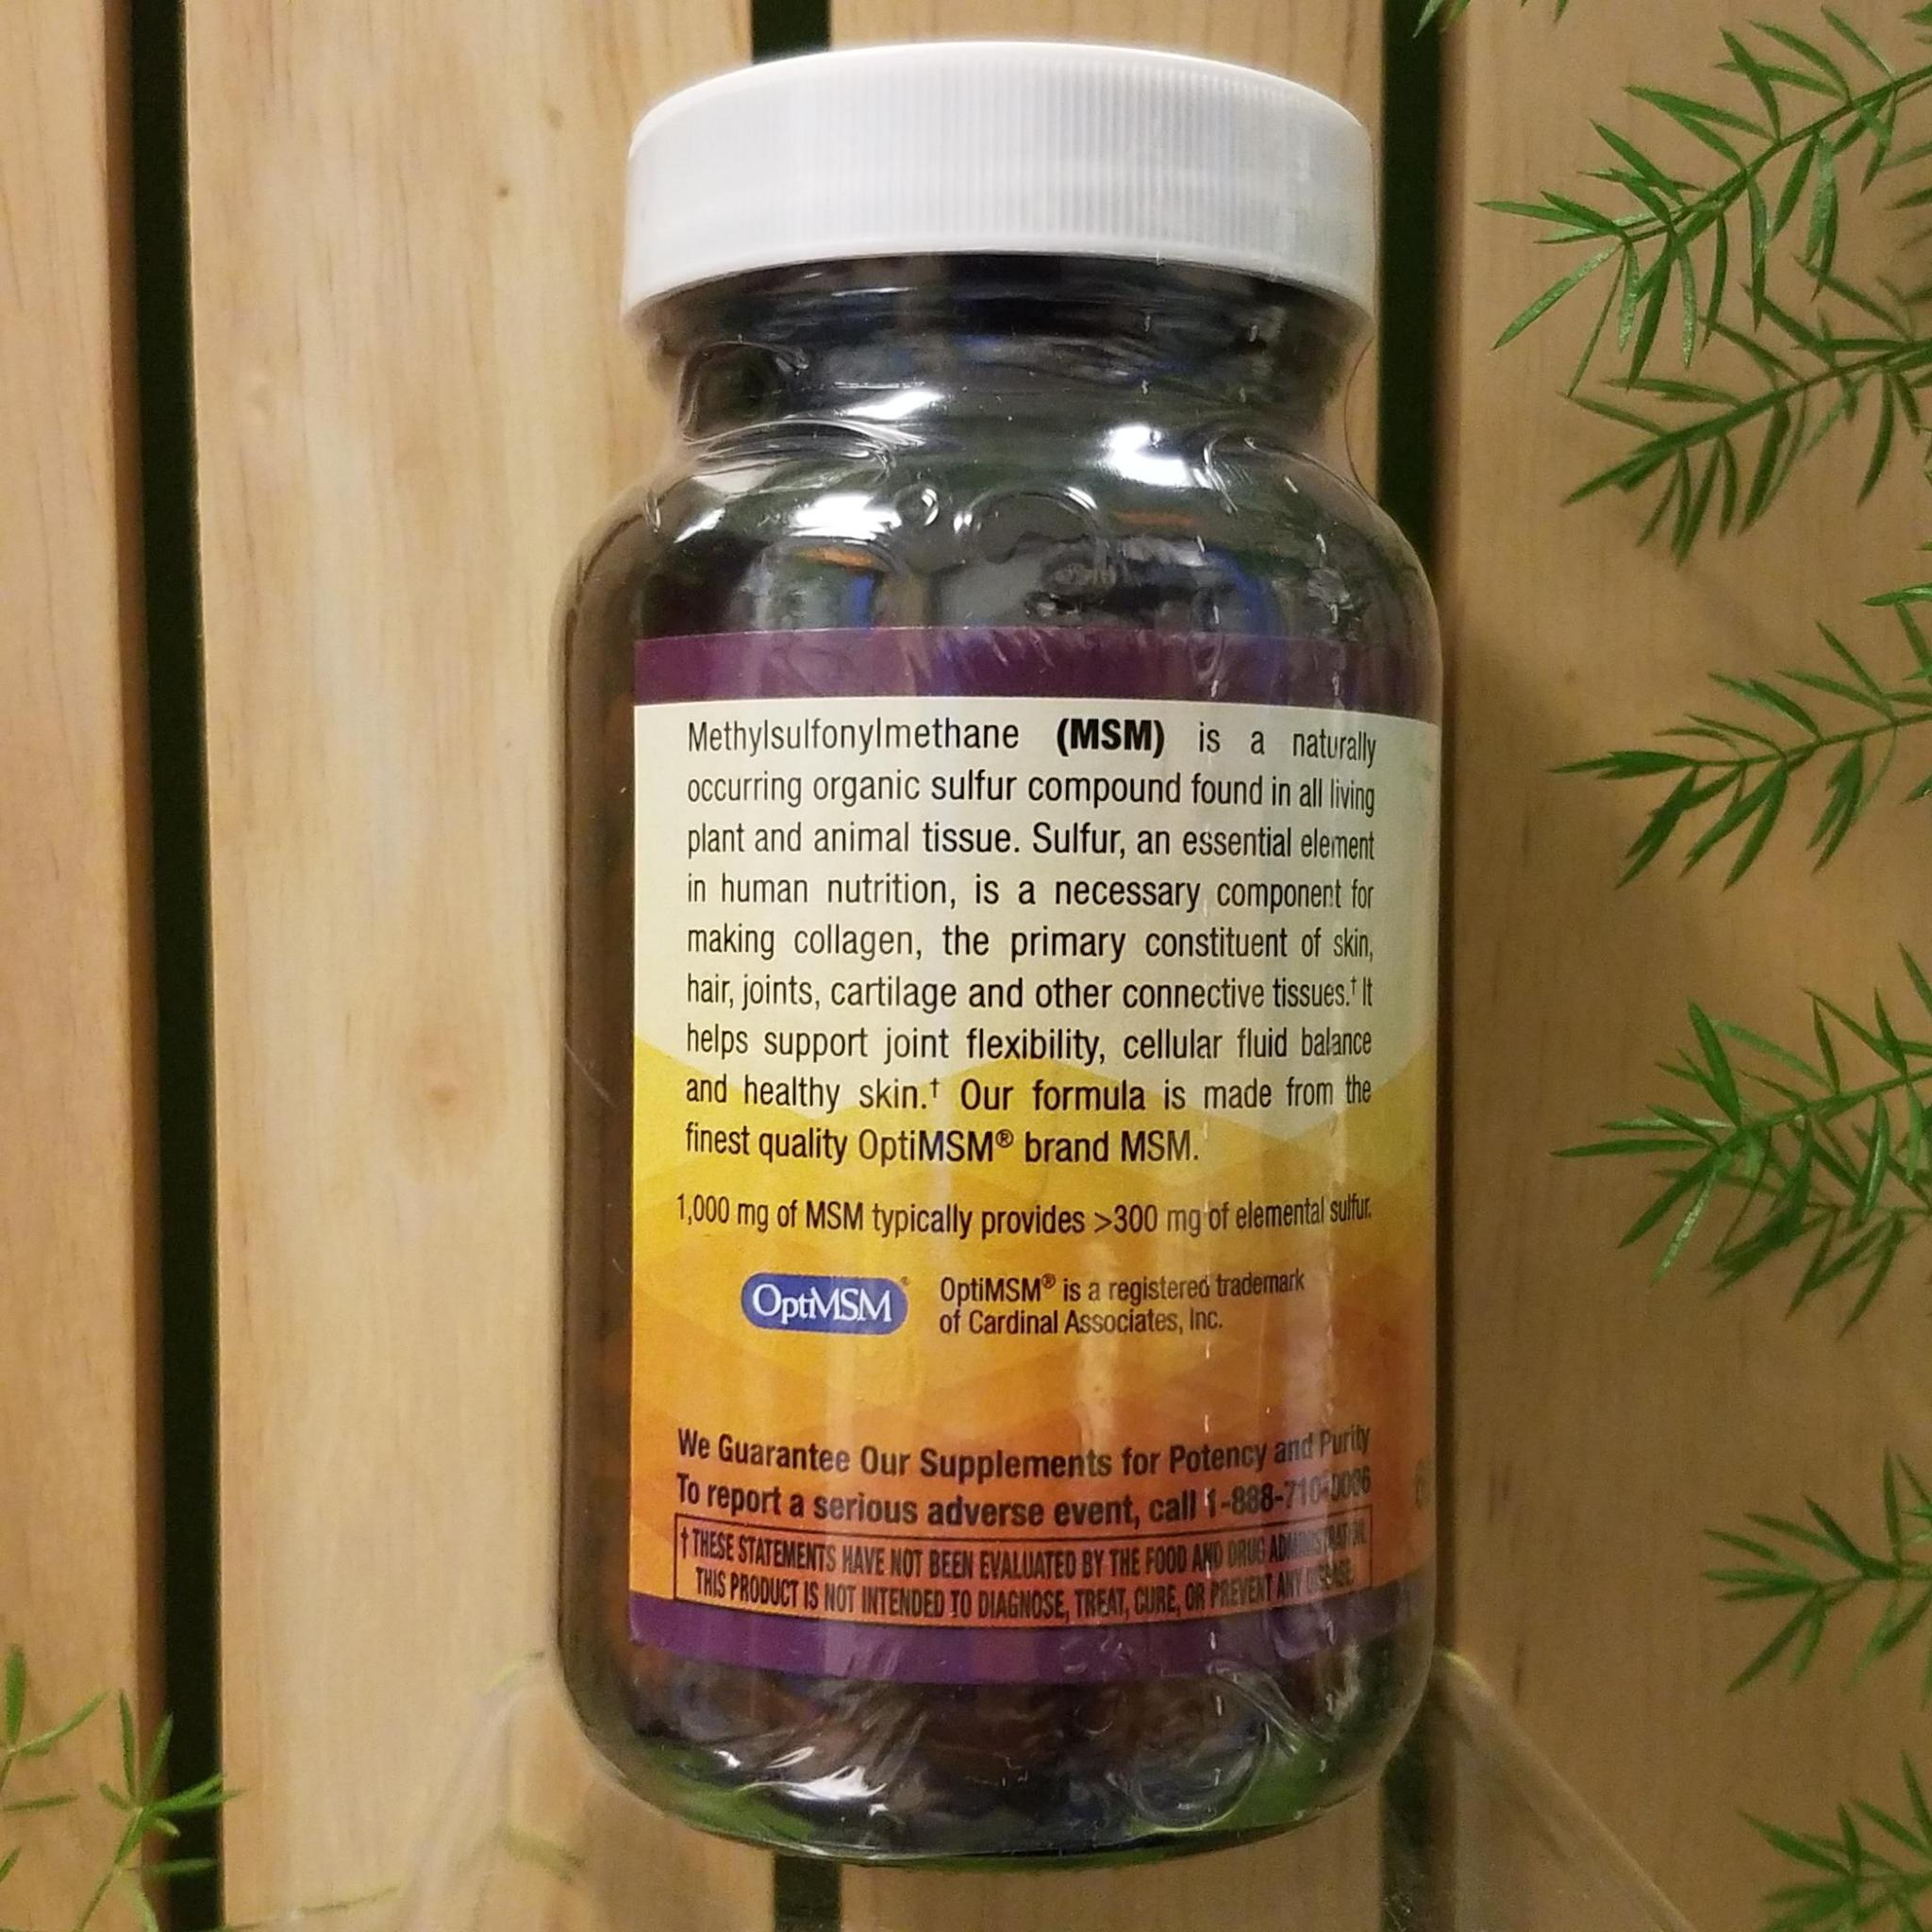 Methylsulfonylmethane (MSM) is a naturally
occurring organic sulfur compound found in all living
plant and animal tissue. Sulfur, an essential element
in human nutrition, is a necessary component for
making collagen, the primary constituent of skin,
hair, joints, cartilage and other connective tissues.† It
helps support joint flexibility, cellular fluid balance
and healthy skin.† Our formula is made from the
finest quality OptiMSM® brand MSM.
1,000 mg of MSM typically provides >300 mg of elemental sulfur.
OptiMSM®
OptiMSM® is a registered trademark
of Cardinal Associates, Inc.
We Guarantee Our Supplements for Potency and Purity
To report a serious adverse event, call
† THESE STATEMENTS HAVE NOT BEEN EVALUATED BY THE FOOD AND DRUG ADMINISTRATION.
THIS PRODUCT IS NOT INTENDED TO DIAGNOSE, TREAT, CURE, OR PREVENT ANY DISEASE.